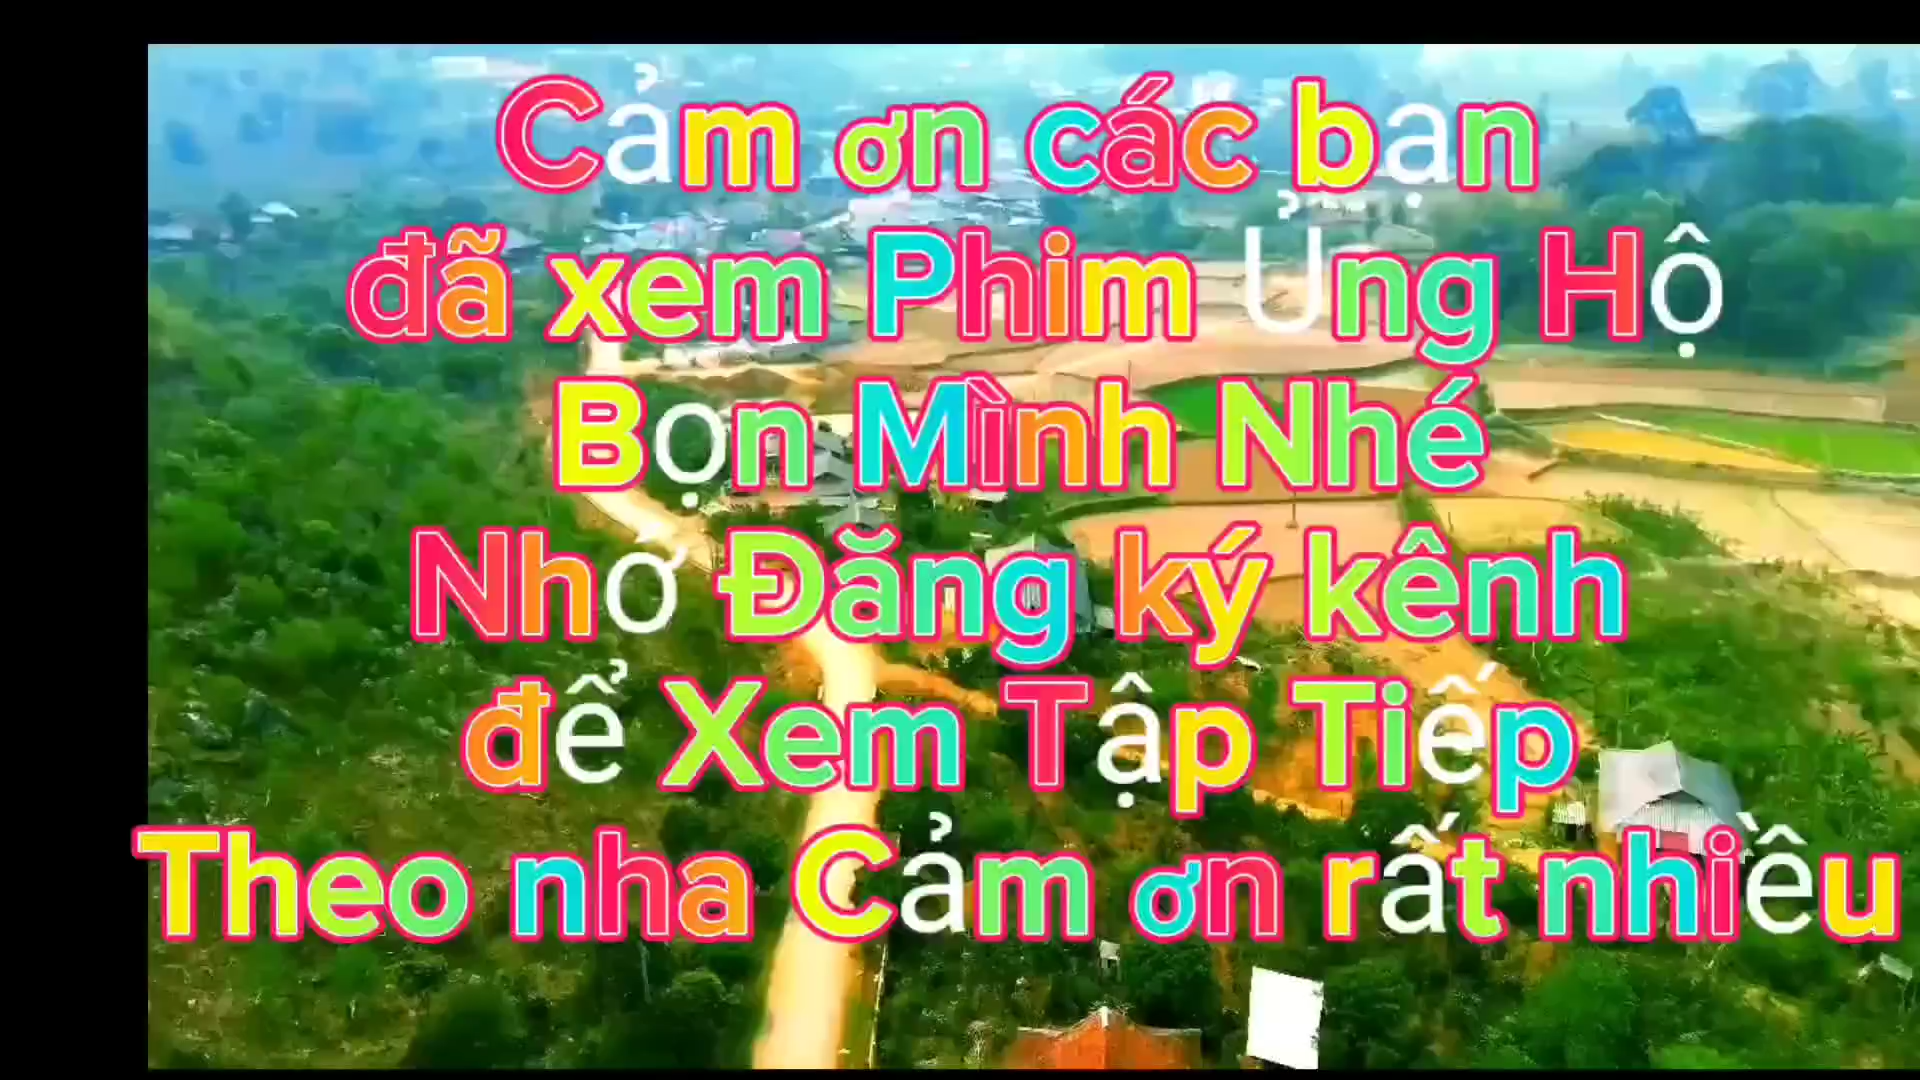 Cảm ơn các bạn
đã xem Phim Ủng Hộ
Bọn Mình Nhé
Nhớ Đăng ký kênh
để Xem Tập Tiếp
Theo nha Cảm ơn rất nhiều